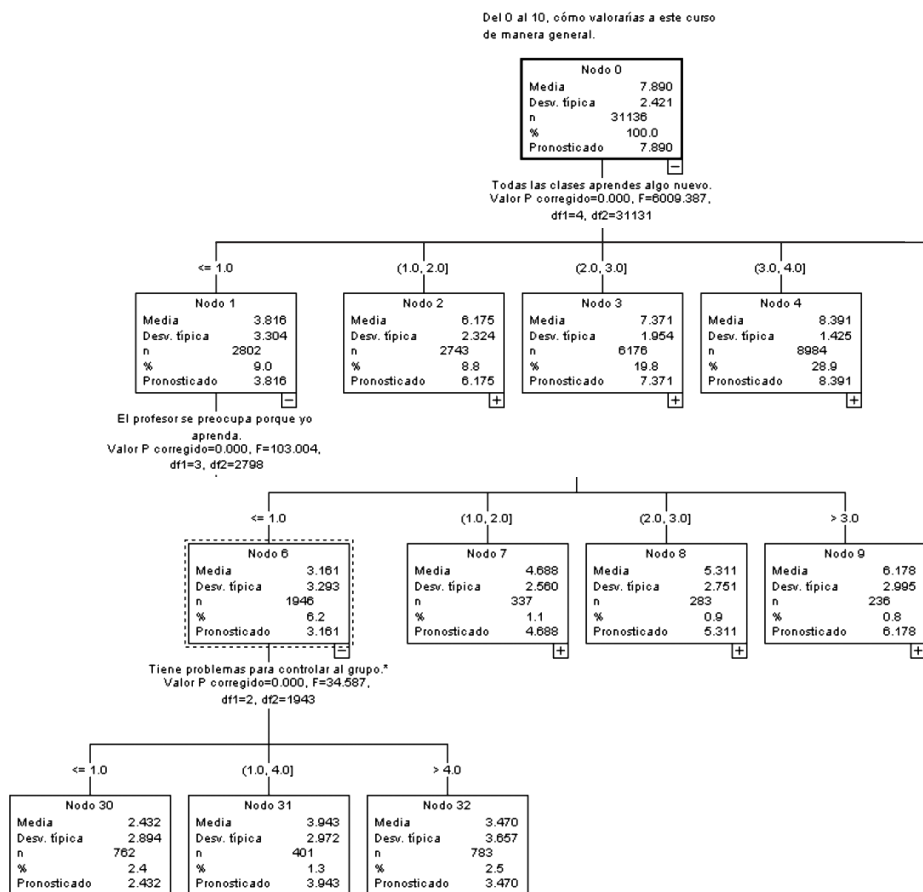 Del 0 al 10, cómo valorarías a este curso
de manera general.
Nodo 0
Media 7.890
Desv. típica 2.421
n 31136
% 100.0
Pronosticado 7.890
Todas las clases aprendes algo nuevo.
Valor P corregido=0.000, F=6009.387,
df1=4, df2=31131
<= 1.0
(1.0, 2.0]
(2.0, 3.0]
(3.0, 4.0]
Nodo 1
Media 3.816
Desv. típica 3.304
n 2802
% 9.0
Pronosticado 3.816
Nodo 2
Media 6.175
Desv. típica 2.324
n 2743
% 8.8
Pronosticado 6.175
Nodo 3
Media 7.371
Desv. típica 1.954
n 6176
% 19.8
Pronosticado 7.371
Nodo 4
Media 8.391
Desv. típica 1.425
n 8984
% 28.9
Pronosticado 8.391
El profesor se preocupa porque yo
aprenda.
Valor P corregido=0.000, F=103.004,
df1=3, df2=2798
<= 1.0
(1.0, 2.0]
(2.0, 3.0]
> 3.0
Nodo 6
Media 3.161
Desv. típica 3.293
n 1946
% 6.2
Pronosticado 3.161
Nodo 7
Media 4.688
Desv. típica 2.560
n 337
% 1.1
Pronosticado 4.688
Nodo 8
Media 5.311
Desv. típica 2.751
n 283
% 0.9
Pronosticado 5.311
Nodo 9
Media 6.178
Desv. típica 2.995
n 236
% 0.8
Pronosticado 6.178
Tiene problemas para controlar al grupo.*
Valor P corregido=0.000, F=34.587,
df1=2, df2=1943
<= 1.0
(1.0, 4.0]
> 4.0
Nodo 30
Media 2.432
Desv. típica 2.894
n 762
% 2.4
Pronosticado 2.432
Nodo 31
Media 3.943
Desv. típica 2.972
n 401
% 1.3
Pronosticado 3.943
Nodo 32
Media 3.470
Desv. típica 3.657
n 783
% 2.5
Pronosticado 3.470